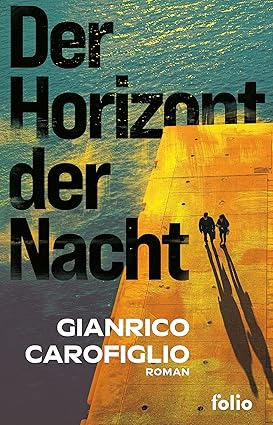 Der
Horizont
der
Nacht
GIANRICO
CAROFIGLIO
ROMAN
folio